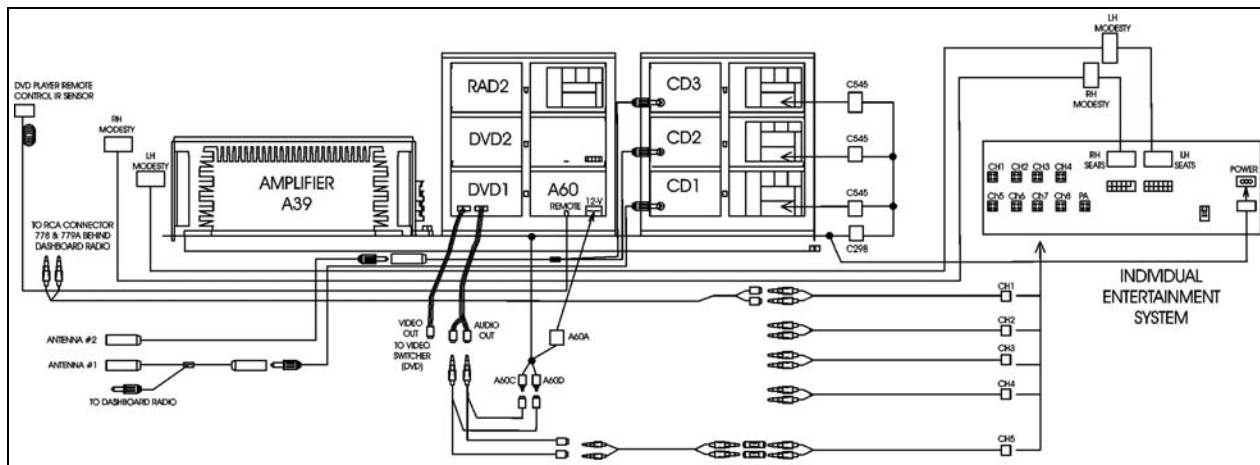 LH
MODESTY
RH
MODESTY
DVD PLAYER REMOTE
CONTROL IR SENSOR
RH
MODESTY
LH
MODESTY
AMPLIFIER
A39
RAD2
DVD2
DVD1
A60
REMOTE
12-V
CD3
CD2
CD1
C545
C545
C545
C298
RH
SEATS
LH
SEATS
POWER
CH1
CH2
CH3
CH4
Ch5
Ch6
Ch7
Ch8
PA
INDIVIDUAL
ENTERTAINMENT
SYSTEM
TO RCA CONNECTOR
778 & 779A BEHIND
DASHBOARD RADIO
ANTENNA #2
ANTENNA #1
TO DASHBOARD RADIO
VIDEO
OUT
TO VIDEO
SWITCHER
(DVD)
AUDIO
OUT
A60A
A60C
A60D
CH1
CH2
CH3
CH4
CH5